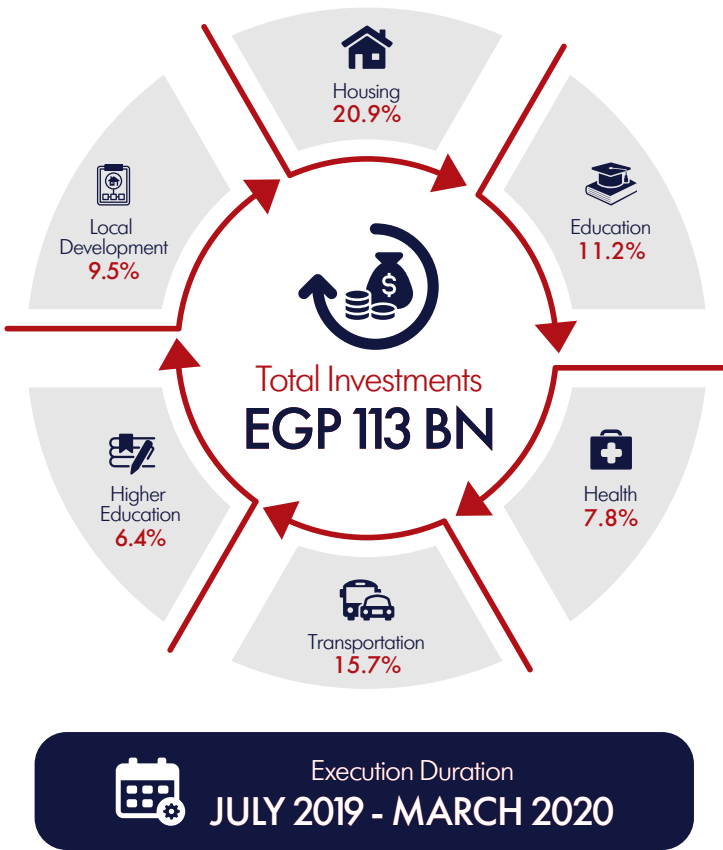 Housing
20.9%
Education
11.2%
Local
Development
9.5%
$
Total Investments
EGP 113 BN
Higher
Education
6.4%
Health
7.8%
Transportation
15.7%
Execution Duration
JULY 2019 - MARCH 2020